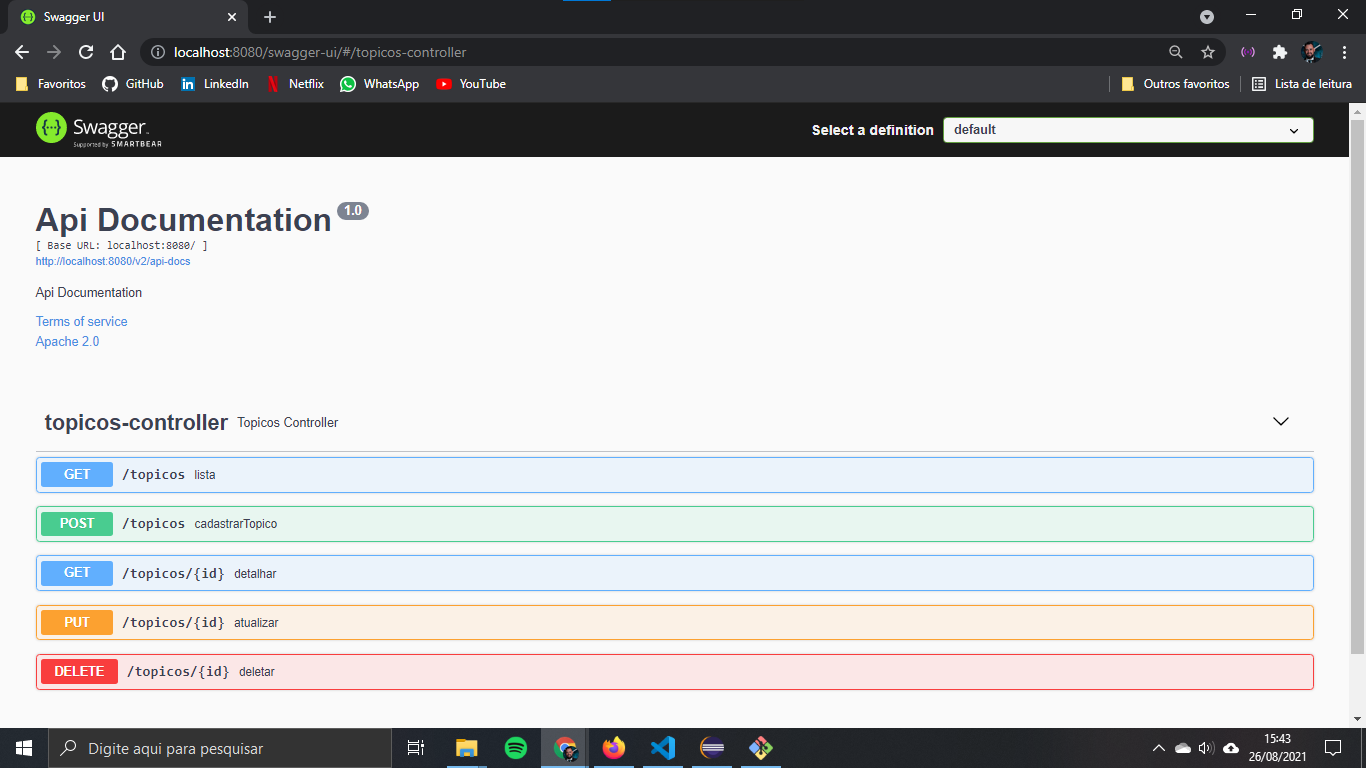 Swagger UI
localhost:8080/swagger-ui/#/topicos-controller
Favoritos GitHub LinkedIn Netflix WhatsApp YouTube Outros favoritos Lista de leitura
Swagger
Supported by SMARTBEAR
Select a definition default
Api Documentation 1.0
[ Base URL: localhost:8080/ ]
http://localhost:8080/v2/api-docs
Api Documentation
Terms of service
Apache 2.0
topicos-controller Topicos Controller
GET /topicos lista
POST /topicos cadastrarTopico
GET /topicos/{id} detalhar
PUT /topicos/{id} atualizar
DELETE /topicos/{id} deletar
Digite aqui para pesquisar
15:43
26/08/2021